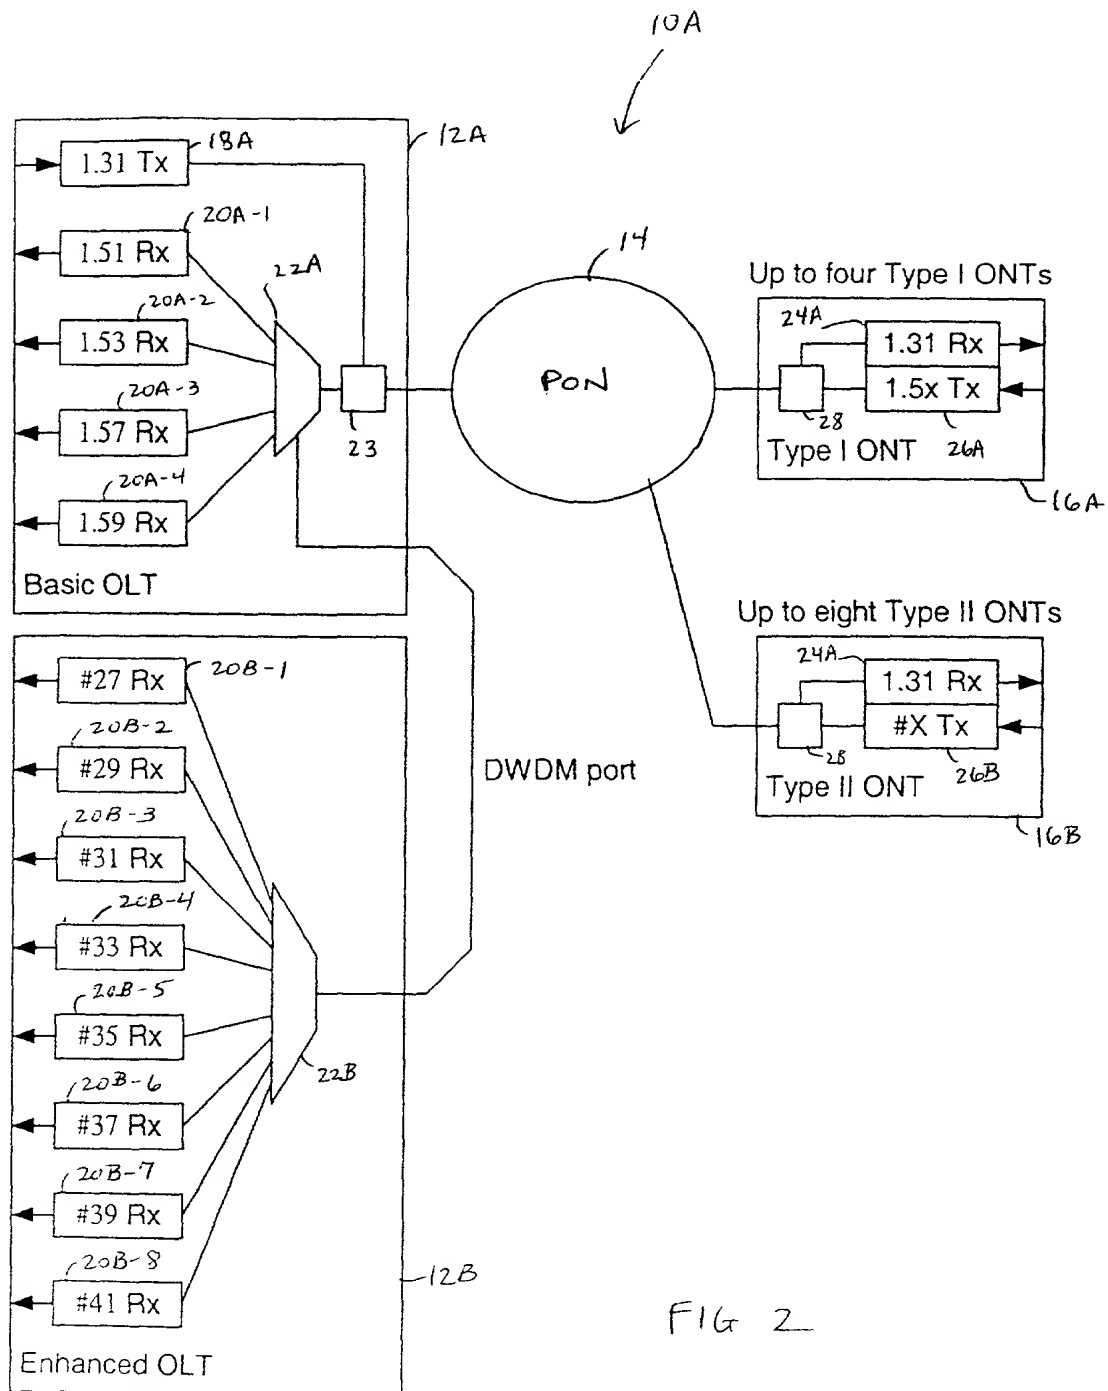 10A
12A
18A
1.31 Tx
20A-1
1.51 Rx
22A
20A-2
1.53 Rx
20A-3
1.57 Rx
23
20A-4
1.59 Rx
Basic OLT
14
PON
Up to four Type I ONTs
24A
1.31 Rx
1.5x Tx
28
26A
Type I ONT
16A
Up to eight Type II ONTs
24A
1.31 Rx
#X Tx
28
26B
Type II ONT
16B
DWDM port
20B-1
#27 Rx
20B-2
#29 Rx
20B-3
#31 Rx
20B-4
#33 Rx
20B-5
#35 Rx
22B
20B-6
#37 Rx
20B-7
#39 Rx
20B-8
#41 Rx
12B
Enhanced OLT
FIG 2